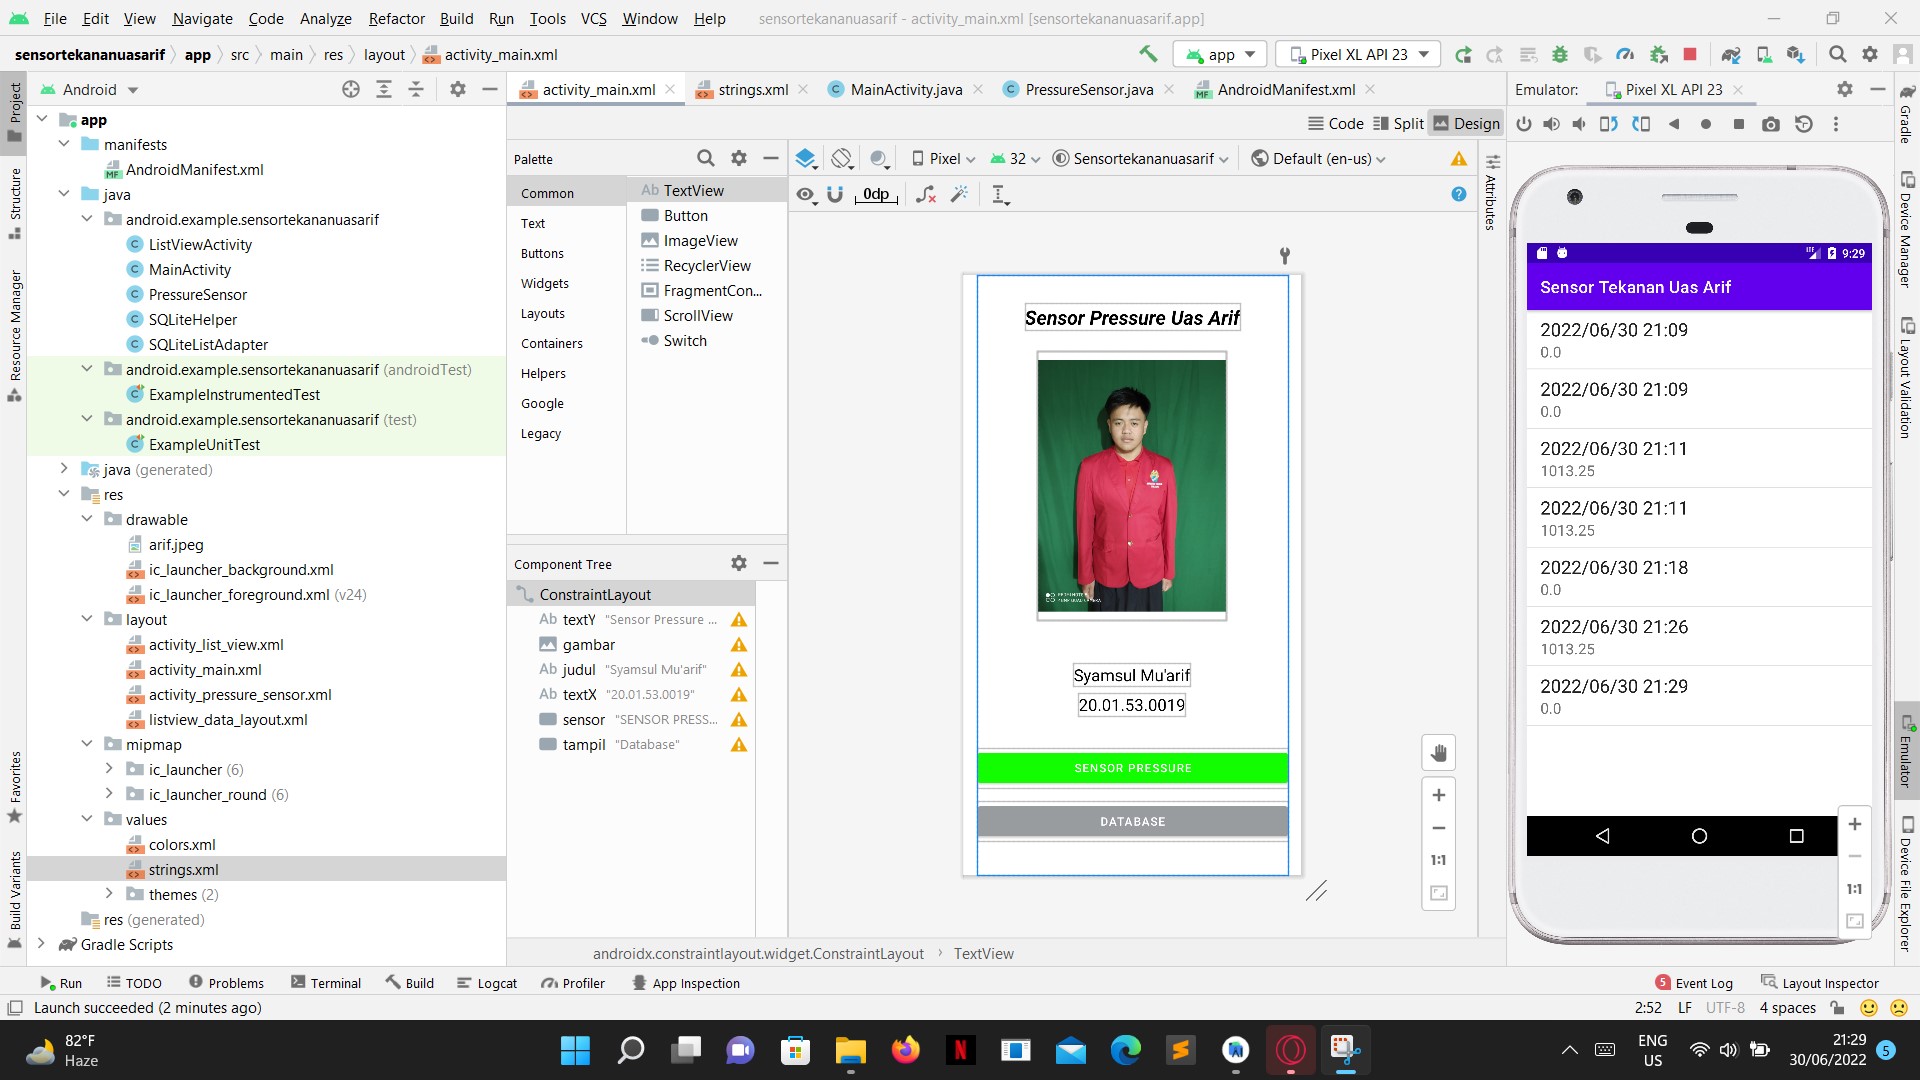 File Edit View Navigate Code Analyze Refactor Build Run Tools VCS Window Help sensortekananuasarif - activity_main.xml [sensortekananuasarif.app]
sensortekananuasarif app src main res layout activity_main.xml app Pixel XL API 23
Android activity_main.xml strings.xml MainActivity.java PressureSensor.java AndroidManifest.xml Emulator: Pixel XL API 23
Code Split Design
Project
Structure
Resource Manager
Favorites
Build Variants
app
manifests
AndroidManifest.xml
java
android.example.sensortekananuasarif
ListViewActivity
MainActivity
PressureSensor
SQLiteHelper
SQLiteListAdapter
android.example.sensortekananuasarif (androidTest)
ExampleInstrumentedTest
android.example.sensortekananuasarif (test)
ExampleUnitTest
java (generated)
res
drawable
arif.jpeg
ic_launcher_background.xml
ic_launcher_foreground.xml (v24)
layout
activity_list_view.xml
activity_main.xml
activity_pressure_sensor.xml
listview_data_layout.xml
mipmap
ic_launcher (6)
ic_launcher_round (6)
values
colors.xml
strings.xml
themes (2)
res (generated)
Gradle Scripts
Palette
Common
Text
Buttons
Widgets
Layouts
Containers
Helpers
Google
Legacy
Ab TextView
Button
ImageView
RecyclerView
FragmentCon...
ScrollView
Switch
Component Tree
ConstraintLayout
Ab textY "Sensor Pressure ...
gambar
Ab judul "Syamsul Mu'arif"
Ab textX "20.01.53.0019"
sensor "SENSOR PRESS...
tampil "Database"
Pixel 32 Sensortekananuasarif Default (en-us)
0dp
Sensor Pressure Uas Arif
Syamsul Mu'arif
20.01.53.0019
SENSOR PRESSURE
DATABASE
1:1
androidx.constraintlayout.widget.ConstraintLayout TextView
Attributes
LTE 9:29
Sensor Tekanan Uas Arif
2022/06/30 21:09
0.0
2022/06/30 21:09
0.0
2022/06/30 21:11
1013.25
2022/06/30 21:11
1013.25
2022/06/30 21:18
0.0
2022/06/30 21:26
1013.25
2022/06/30 21:29
0.0
1:1
Gradle
Device Manager
Layout Validation
Emulator
Device File Explorer
Run TODO Problems Terminal Build Logcat Profiler App Inspection 5 Event Log Layout Inspector
Launch succeeded (2 minutes ago) 2:52 LF UTF-8 4 spaces
82°F
Haze
ENG
US
21:29
30/06/2022
5